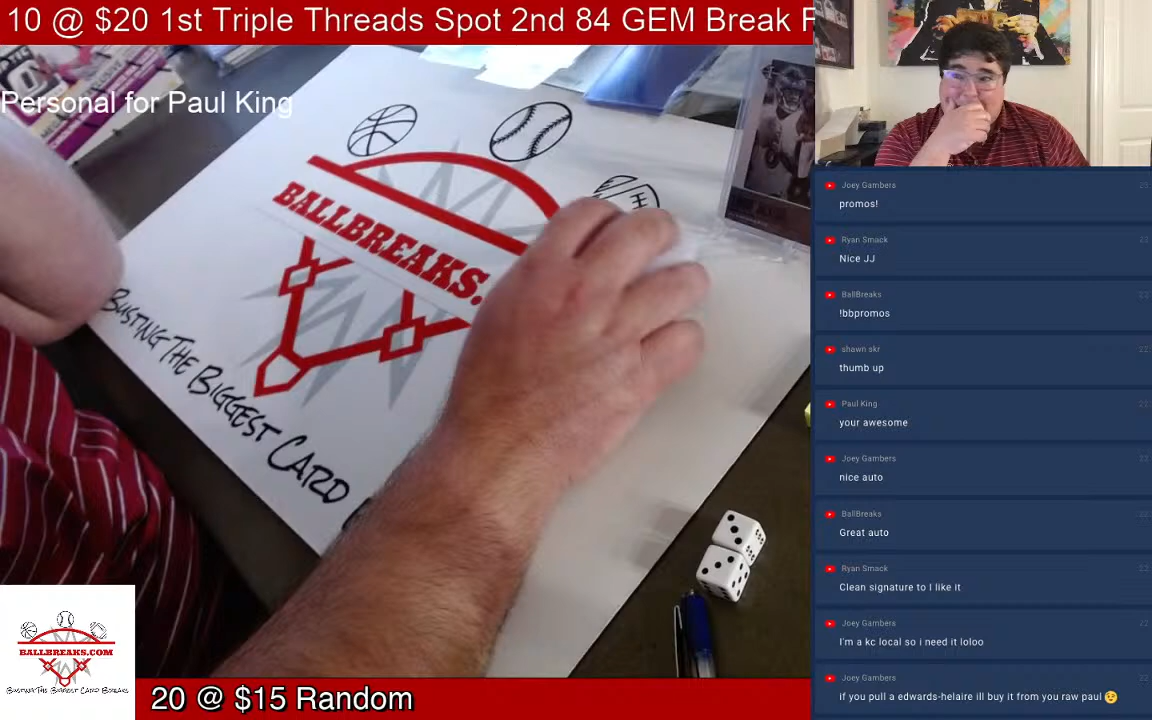 10 @ $20 1st Triple Threads Spot 2nd 84 GEM Break
Personal for Paul King
BALLBREAKS.
BUSTING THE BIGGEST CARD
BALLBREAKS.COM
BUSTING THE BIGGEST CARD BREAKS
20 @ $15 Random
Joey Gambers
promos!
Ryan Smack
Nice JJ
BallBreaks
!bbpromos
shawn skr
thumb up
Paul King
your awesome
Joey Gambers
nice auto
BallBreaks
Great auto
Ryan Smack
Clean signature to I like it
Joey Gambers
I'm a kc local so i need it loloo
Joey Gambers
if you pull a edwards-helaire ill buy it from you raw paul🤨